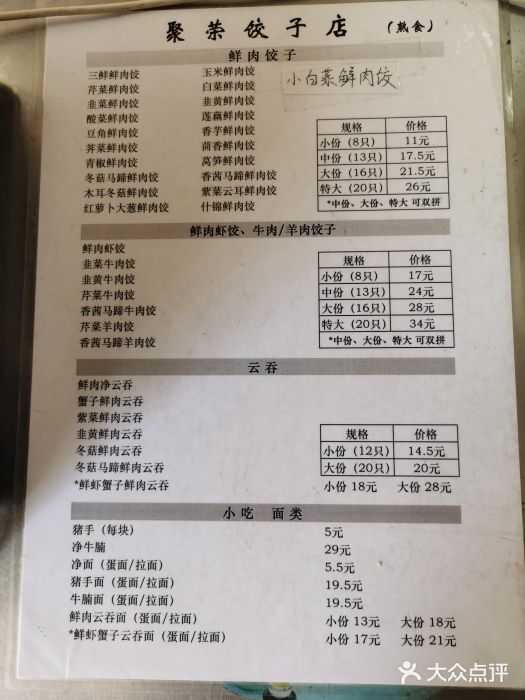 聚荣饺子店 (熟食)
鲜肉饺子
三鲜鲜肉饺 玉米鲜肉饺 小白菜鲜肉饺
芹菜鲜肉饺 白菜鲜肉饺
韭菜鲜肉饺 韭黄鲜肉饺
酸菜鲜肉饺 莲藕鲜肉饺
豆角鲜肉饺 香芋鲜肉饺
荠菜鲜肉饺 茴香鲜肉饺
青椒鲜肉饺 莴笋鲜肉饺
冬菇马蹄鲜肉饺 香茜马蹄鲜肉饺
木耳冬菇鲜肉饺 紫菜云耳鲜肉饺
红萝卜大葱鲜肉饺 什锦鲜肉饺
规格 价格
小份(8只) 11元
中份(13只) 17.5元
大份(16只) 21.5元
特大(20只) 26元
*中份、大份、特大 可双拼
鲜肉虾饺、牛肉/羊肉饺子
鲜肉虾饺
韭菜牛肉饺
韭黄牛肉饺
芹菜牛肉饺
香茜马蹄牛肉饺
芹菜羊肉饺
香茜马蹄羊肉饺
规格 价格
小份(8只) 17元
中份(13只) 24元
大份(16只) 28元
特大(20只) 34元
*中份、大份、特大 可双拼
云吞
鲜肉净云吞
蟹子鲜肉云吞
紫菜鲜肉云吞
韭黄鲜肉云吞
冬菇鲜肉云吞
冬菇马蹄鲜肉云吞
规格 价格
小份(12只) 14.5元
大份(20只) 20元
*鲜虾蟹子鲜肉云吞 小份 18元 大份 28元
小吃 面类
猪手(每块) 5元
净牛腩 29元
净面(蛋面/拉面) 5.5元
猪手面(蛋面/拉面) 19.5元
牛腩面(蛋面/拉面) 19.5元
鲜肉云吞面(蛋面/拉面) 小份 13元 大份 18元
*鲜虾蟹子云吞面(蛋面/拉面) 小份 17元 大份 21元
大众点评